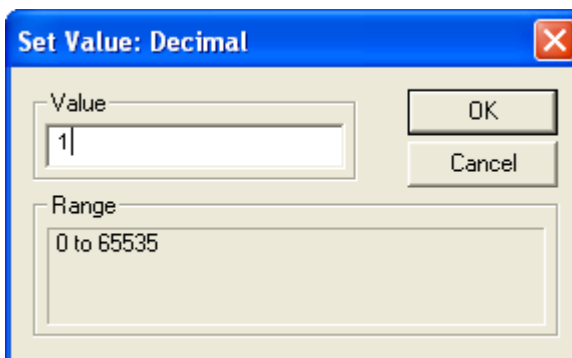 Set Value: Decimal
Value
1
OK
Cancel
Range
0 to 65535